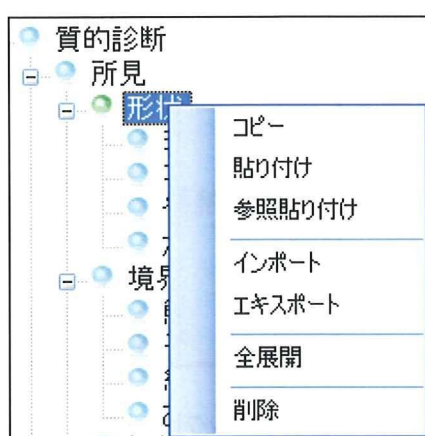 質的診断
所見
形状
コピー
貼り付け
参照貼り付け
境界
インポート
エキスポート
全展開
削除